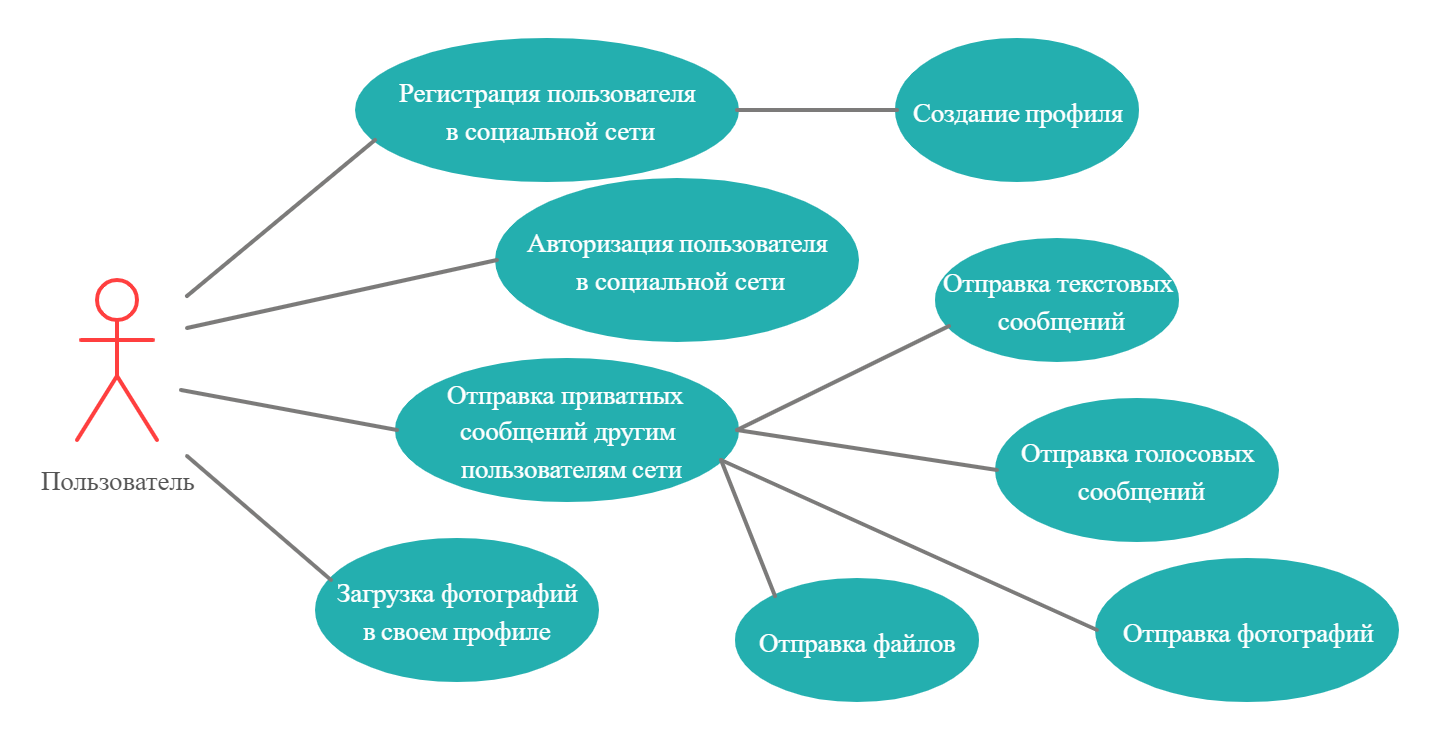 Регистрация пользователя
в социальной сети
Создание профиля
Авторизация пользователя
в социальной сети
Отправка текстовых
сообщений
Отправка приватных
сообщений другим
пользователям сети
Отправка голосовых
сообщений
Пользователь
Загрузка фотографий
в своем профиле
Отправка файлов
Отправка фотографий